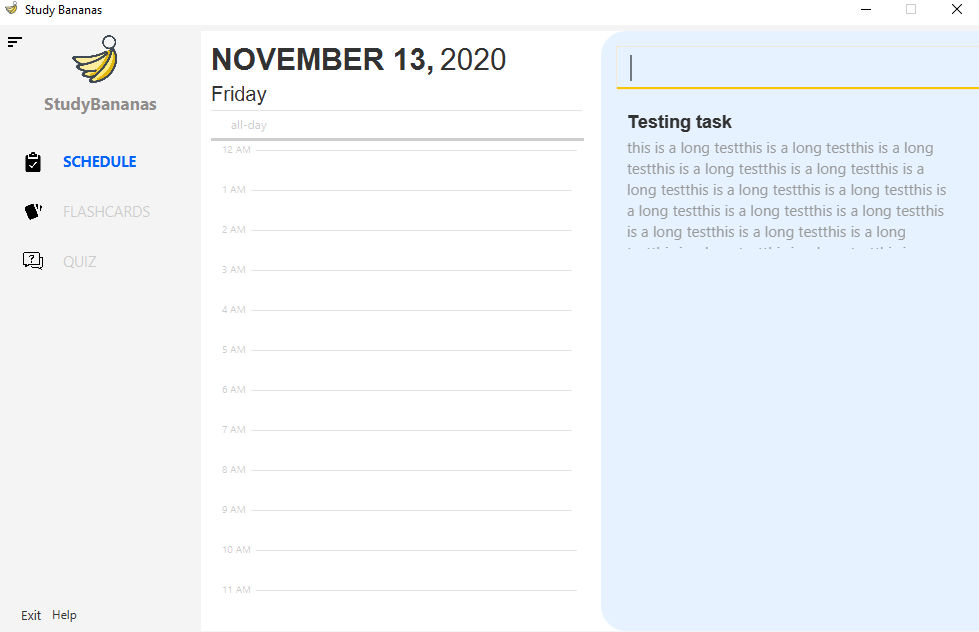 Study Bananas
StudyBananas
SCHEDULE
FLASHCARDS
QUIZ
Exit Help
NOVEMBER 13, 2020
Friday
all-day
12 AM
1 AM
2 AM
3 AM
4 AM
5 AM
6 AM
7 AM
8 AM
9 AM
10 AM
11 AM
Testing task
this is a long testthis is a long testthis is a long
testthis is a long testthis is a long testthis is a
long testthis is a long testthis is a long testthis is
a long testthis is a long testthis is a long testthis
is a long testthis is a long testthis is a long